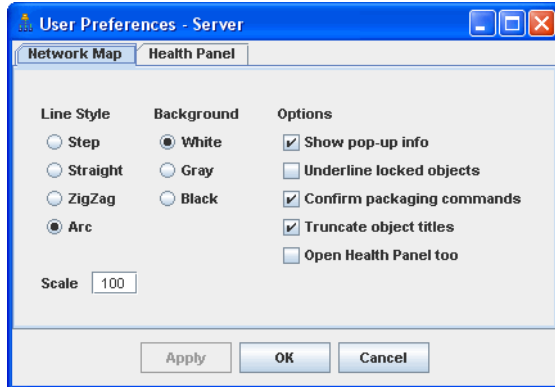 User Preferences - Server
Network Map Health Panel
Line Style Background Options
Step White Show pop-up info
Straight Gray Underline locked objects
ZigZag Black Confirm packaging commands
Arc Truncate object titles
Open Health Panel too
Scale 100
Apply OK Cancel